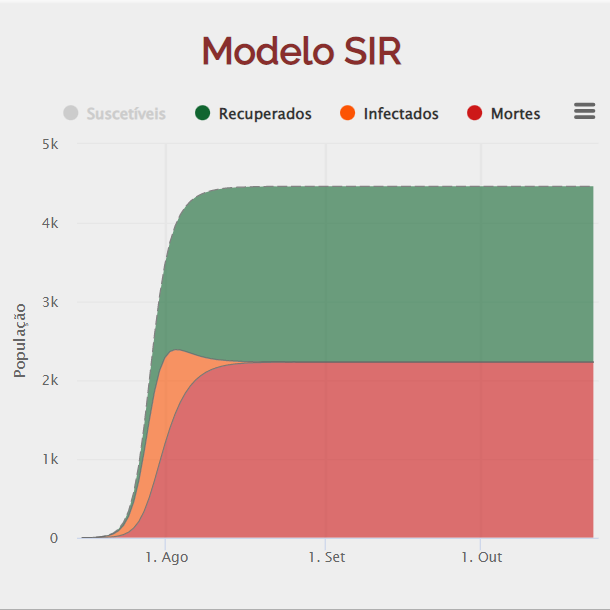 Modelo SIR
Suscetíveis Recuperados Infectados Mortes
5k
4k
3k
2k
1k
0
População
1. Ago 1. Set 1. Out